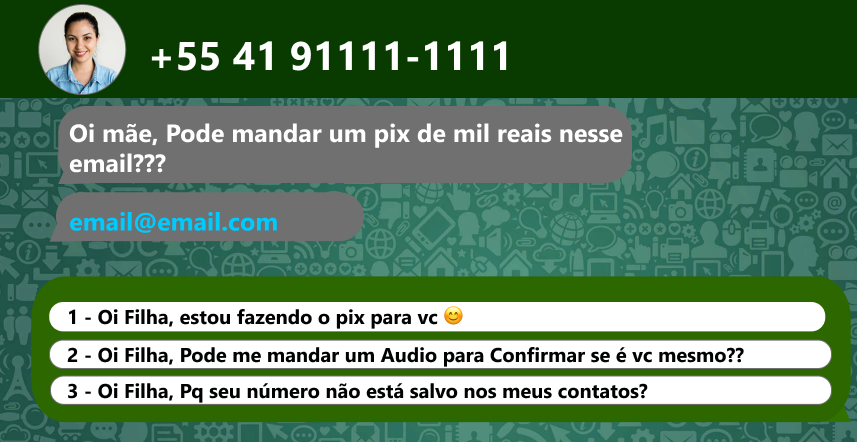 +55 41 91111-1111
Oi mãe, Pode mandar um pix de mil reais nesse
email???
email@email.com
1 - Oi Filha, estou fazendo o pix para vc 😊
2 - Oi Filha, Pode me mandar um Audio para Confirmar se é vc mesmo??
3 - Oi Filha, Pq seu número não está salvo nos meus contatos?